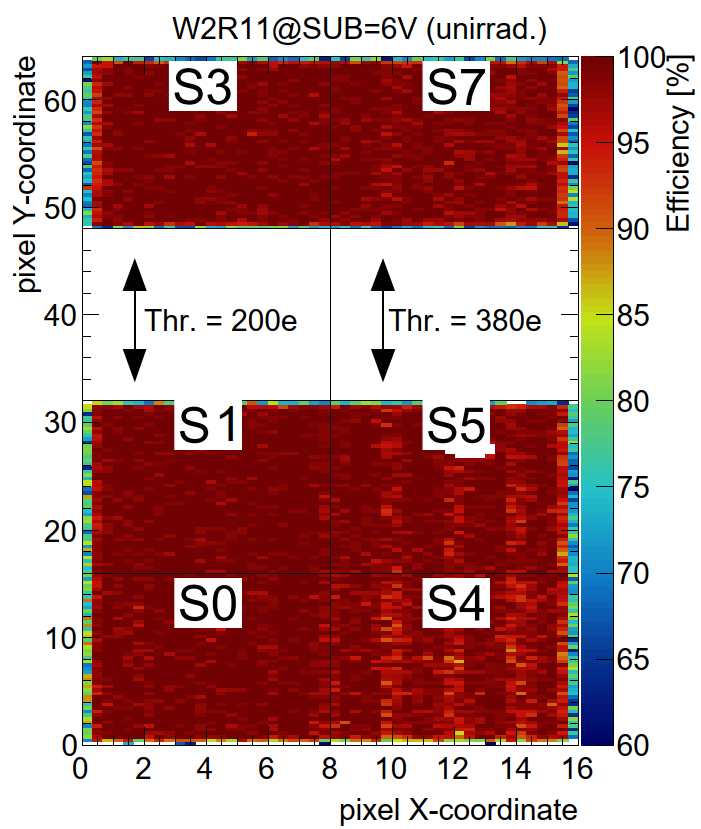 W2R11@SUB=6V (unirrad.)
pixel Y-coordinate
60
50
40
30
20
10
0
S3
S7
Thr. = 200e
Thr. = 380e
S1
S5
S0
S4
0 2 4 6 8 10 12 14 16
pixel X-coordinate
100
95
90
85
80
75
70
65
60
Efficiency [%]